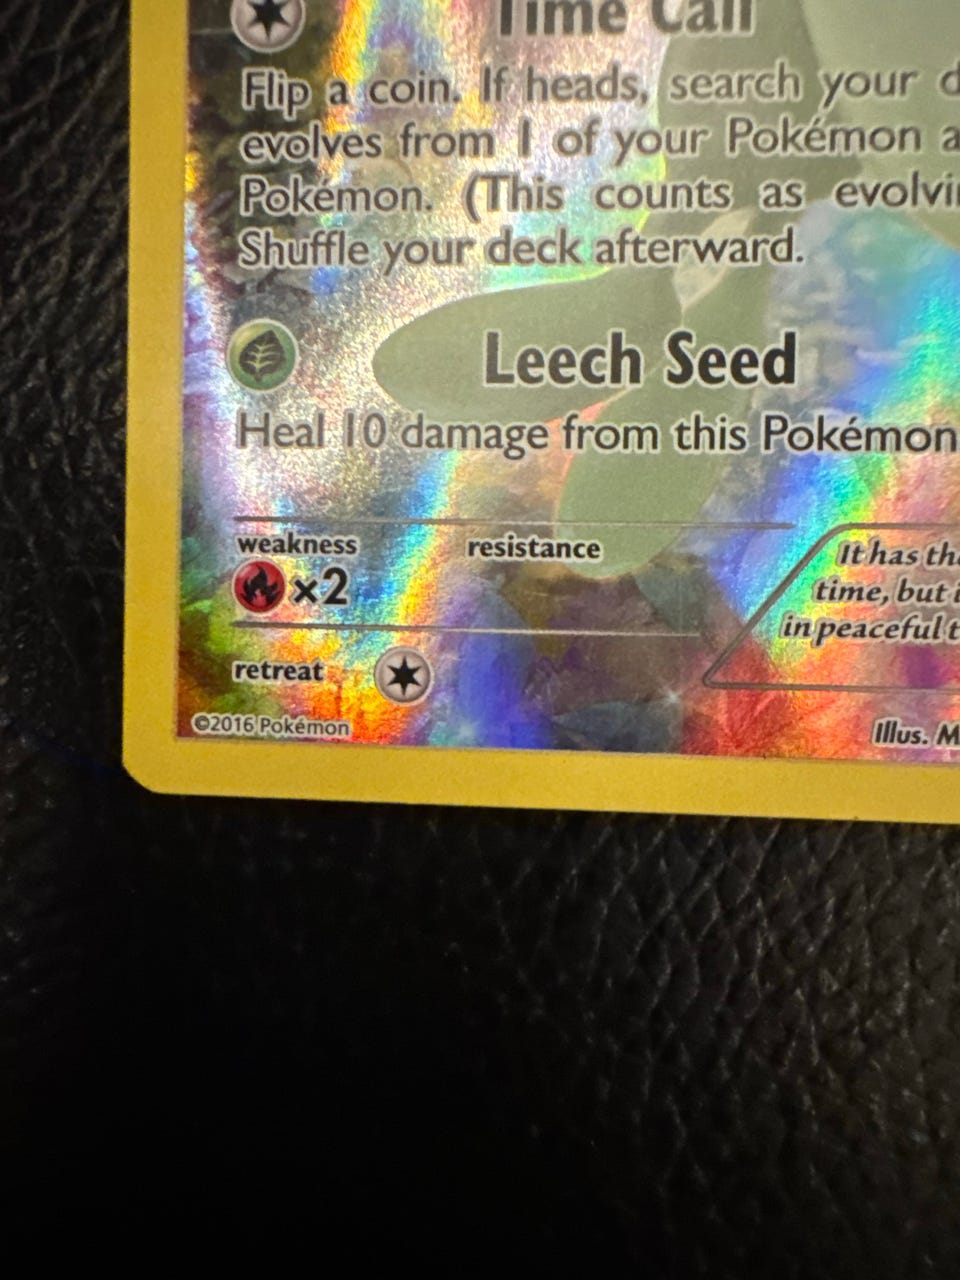 Time Call
Flip a coin. If heads, search your d
evolves from 1 of your Pokémon a
Pokémon. (This counts as evolvi
Shuffle your deck afterward.
Leech Seed
Heal 10 damage from this Pokémon
weakness resistance
×2
It has th
time, but i
in peaceful t
retreat
©2016 Pokémon
Illus. M